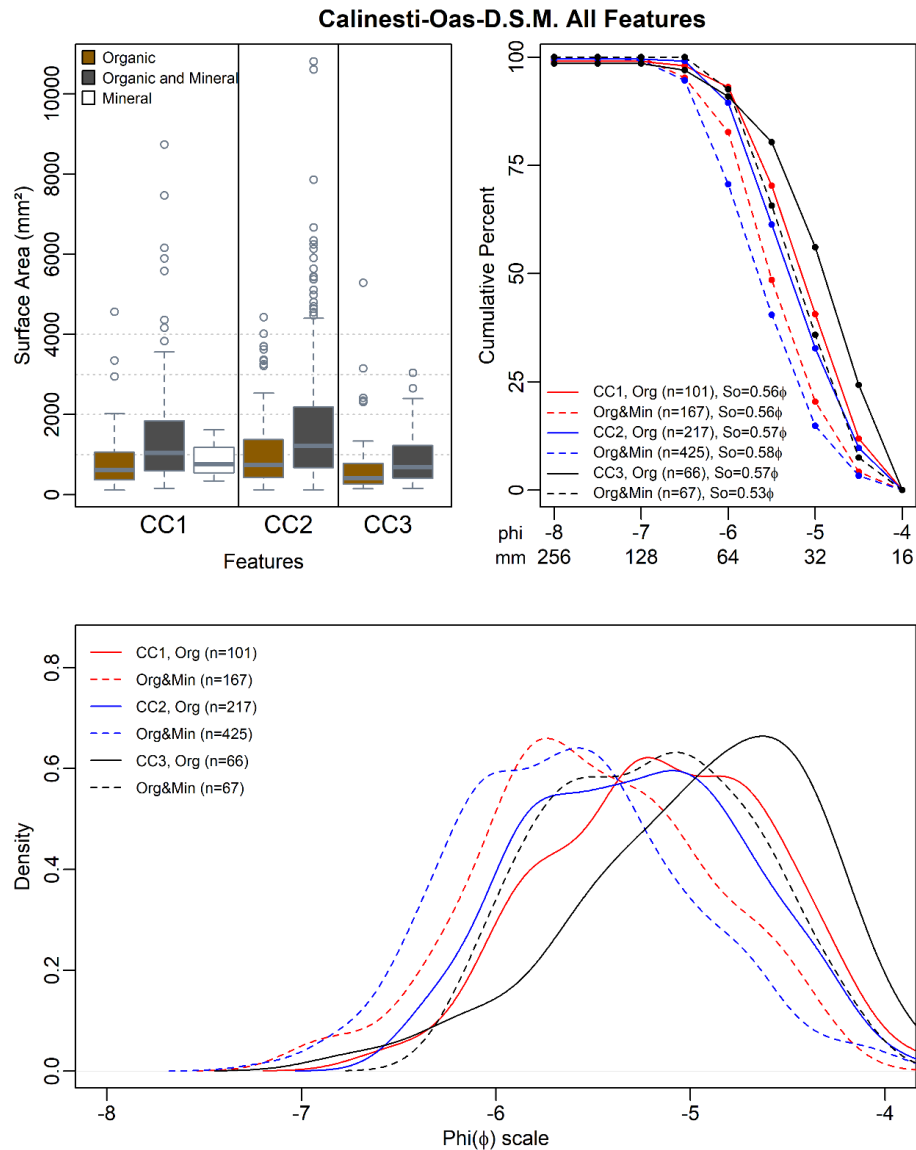 Calinesti-Oas-D.S.M. All Features
Organic
Organic and Mineral
Mineral
Surface Area (mm²)
10000
8000
6000
4000
2000
0
CC1 CC2 CC3
Features
Cumulative Percent
100
75
50
25
0
CC1, Org (n=101), So=0.56ϕ
Org&Min (n=167), So=0.56ϕ
CC2, Org (n=217), So=0.57ϕ
Org&Min (n=425), So=0.58ϕ
CC3, Org (n=66), So=0.57ϕ
Org&Min (n=67), So=0.53ϕ
phi -8 -7 -6 -5 -4
mm 256 128 64 32 16
Density
0.8
0.6
0.4
0.2
0.0
CC1, Org (n=101)
Org&Min (n=167)
CC2, Org (n=217)
Org&Min (n=425)
CC3, Org (n=66)
Org&Min (n=67)
-8 -7 -6 -5 -4
Phi(ϕ) scale